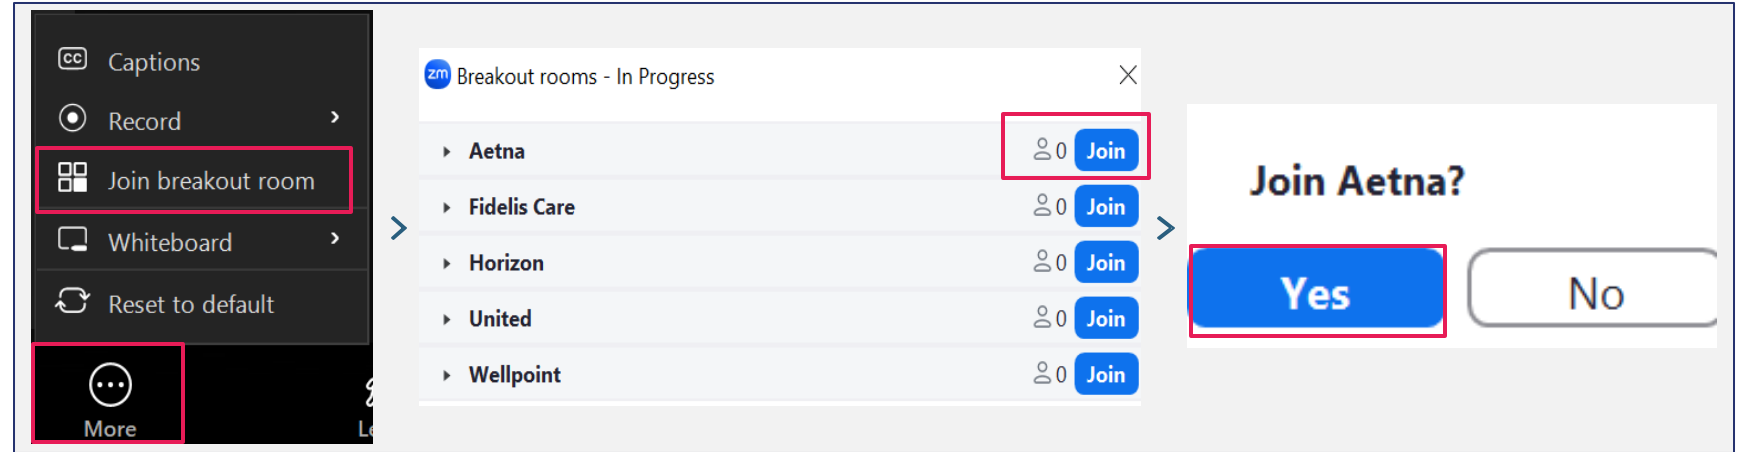 CC Captions
Record
Join breakout room
Whiteboard
Reset to default
More
zm Breakout rooms - In Progress
Aetna 0 Join
Fidelis Care 0 Join
Horizon 0 Join
United 0 Join
Wellpoint 0 Join
Join Aetna?
Yes No